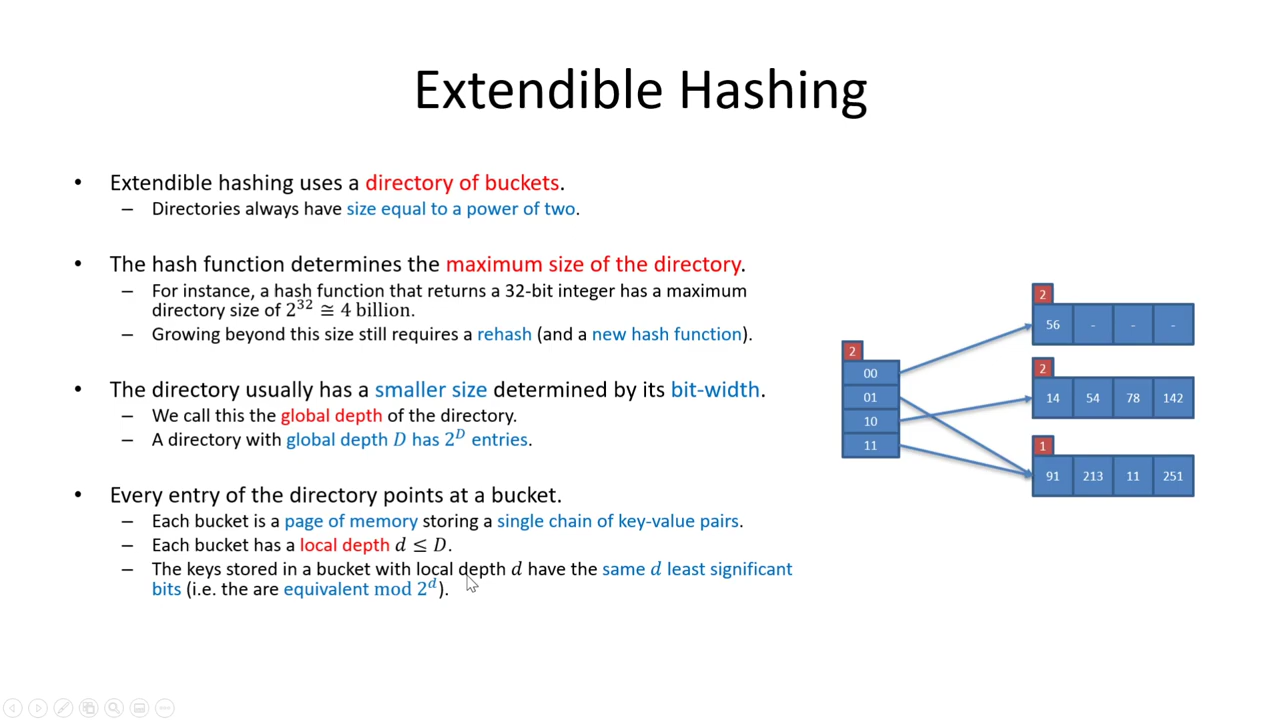 Extendible Hashing
• Extendible hashing uses a directory of buckets.
– Directories always have size equal to a power of two.
• The hash function determines the maximum size of the directory.
– For instance, a hash function that returns a 32-bit integer has a maximum
directory size of 2³² ≅ 4 billion.
– Growing beyond this size still requires a rehash (and a new hash function).
• The directory usually has a smaller size determined by its bit-width.
– We call this the global depth of the directory.
– A directory with global depth D has 2ᴰ entries.
• Every entry of the directory points at a bucket.
– Each bucket is a page of memory storing a single chain of key-value pairs.
– Each bucket has a local depth d ≤ D.
– The keys stored in a bucket with local depth d have the same d least significant
bits (i.e. the are equivalent mod 2ᵈ).
2
00
01
10
11
2
56 - - -
2
14 54 78 142
1
91 213 11 251